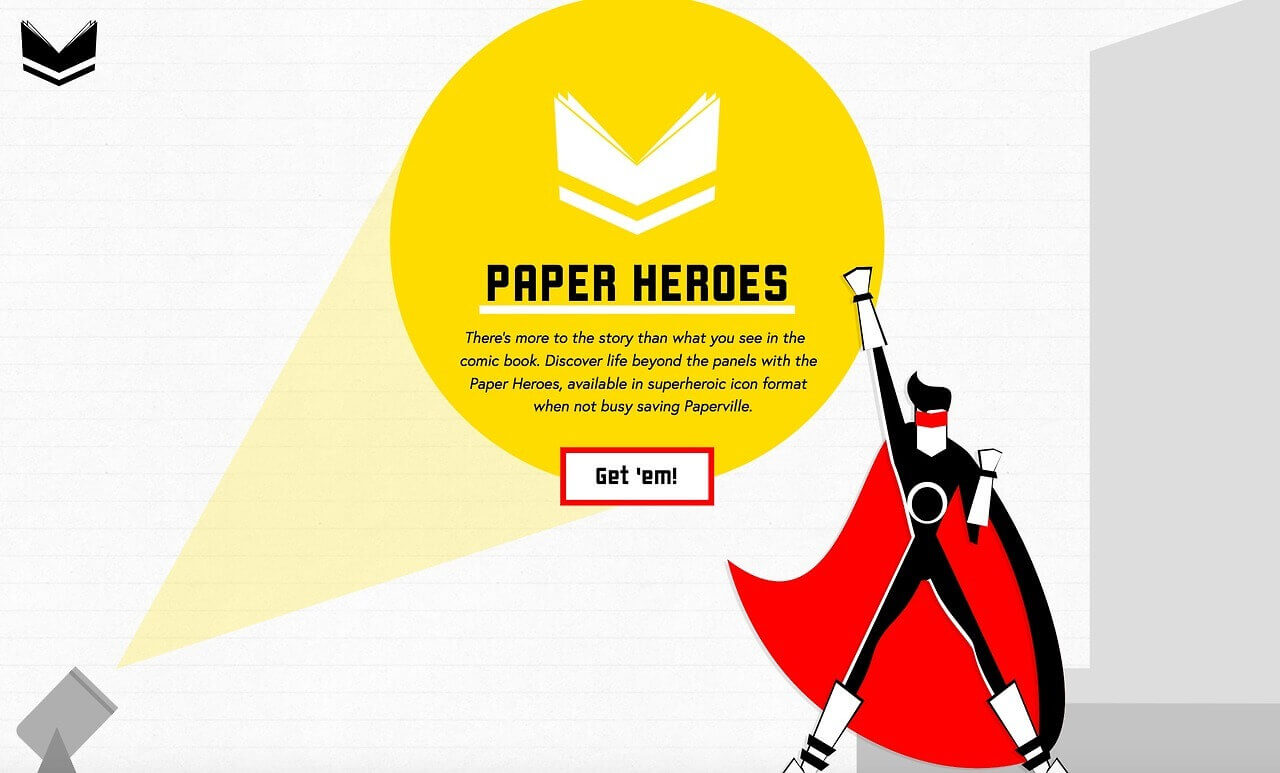 PAPER HEROES
There's more to the story than what you see in the
comic book. Discover life beyond the panels with the
Paper Heroes, available in superheroic icon format
when not busy saving Paperville.
Get 'em!